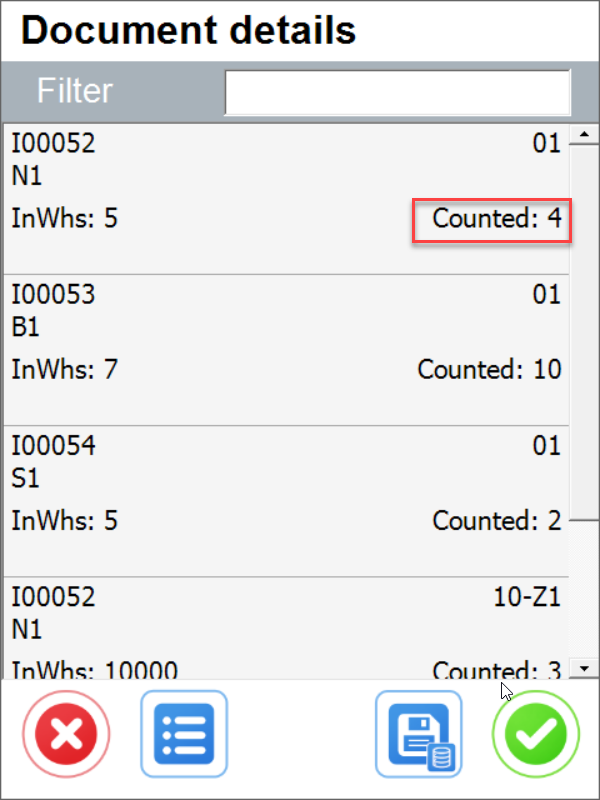 Document details
Filter
I00052 01
N1
InWhs: 5 Counted: 4
I00053 01
B1
InWhs: 7 Counted: 10
I00054 01
S1
InWhs: 5 Counted: 2
I00052 10-Z1
N1
InWhs: 10000 Counted: 3